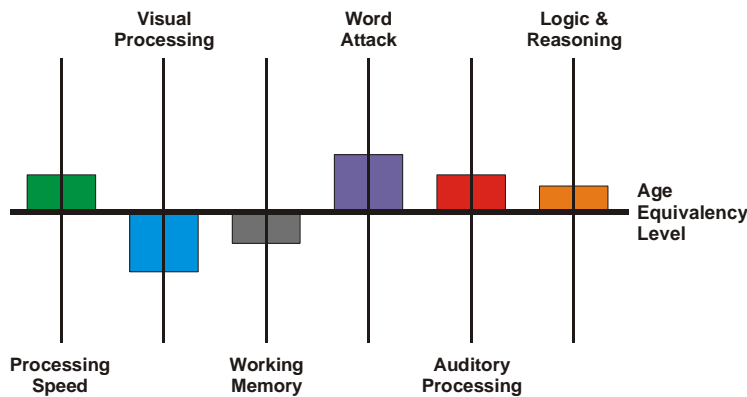 Visual
Processing
Word
Attack
Logic &
Reasoning
Age
Equivalency
Level
Processing
Speed
Working
Memory
Auditory
Processing